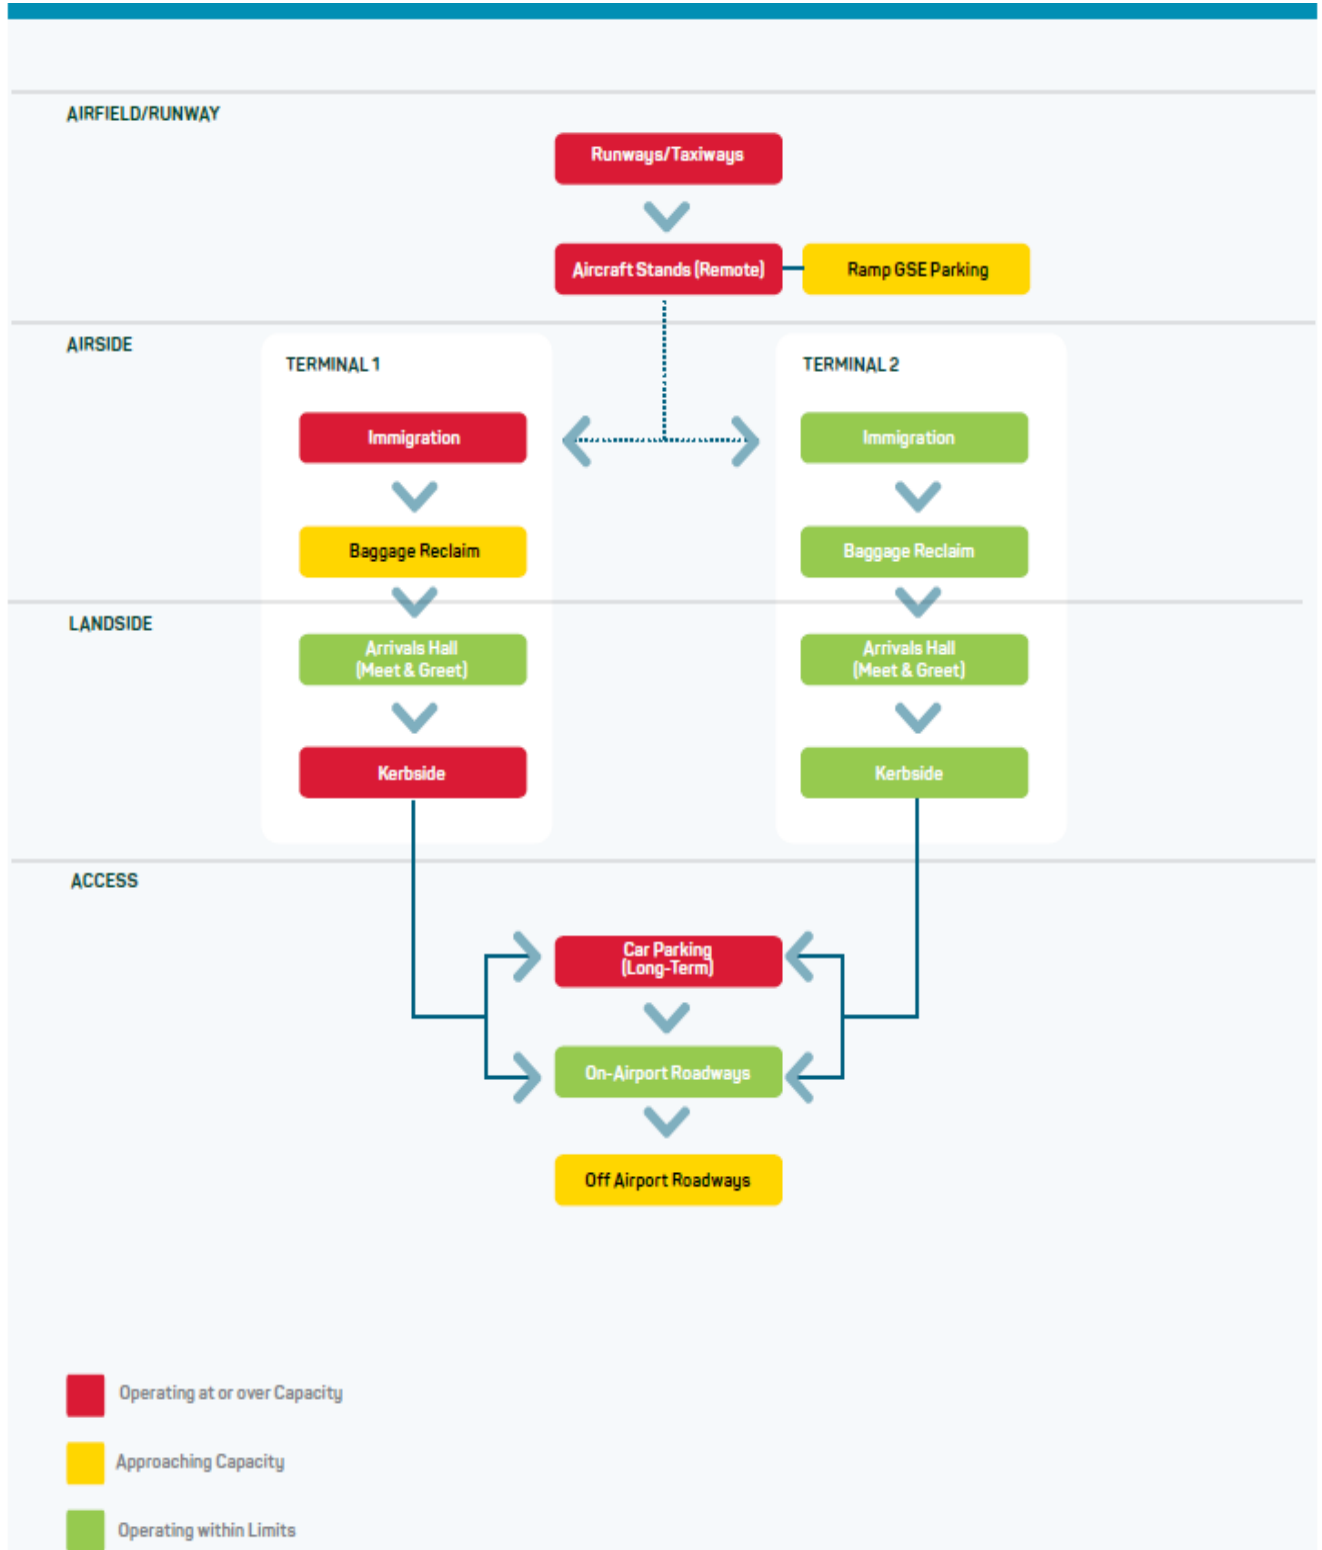 AIRFIELD/RUNWAY
Runways/Taxiways
Aircraft Stands (Remote)
Ramp GSE Parking
AIRSIDE
TERMINAL 1
TERMINAL 2
Immigration
Immigration
Baggage Reclaim
Baggage Reclaim
LANDSIDE
Arrivals Hall
(Meet & Greet)
Arrivals Hall
(Meet & Greet)
Kerbside
Kerbside
ACCESS
Car Parking
(Long-Term)
On-Airport Roadways
Off Airport Roadways
Operating at or over Capacity
Approaching Capacity
Operating within Limits